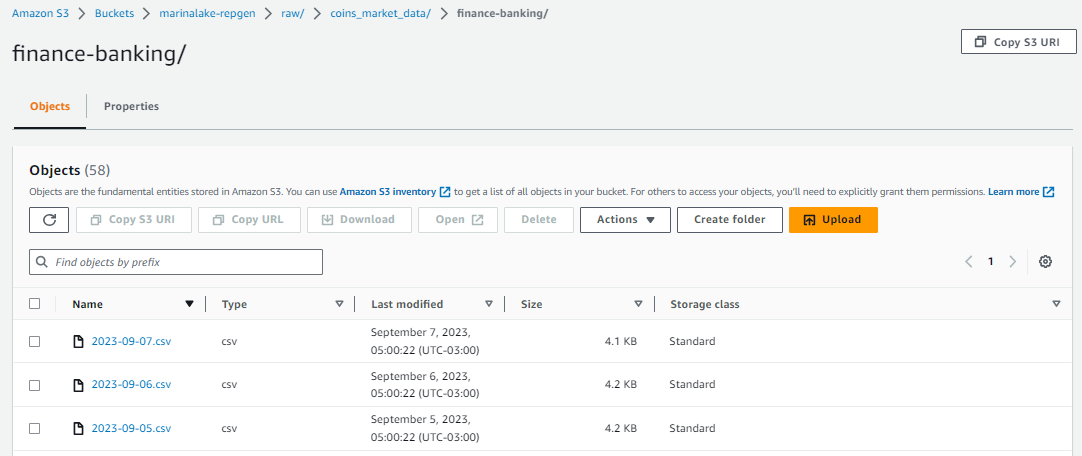 Amazon S3 > Buckets > marinalake-repgen > raw/ > coins_market_data/ > finance-banking/
finance-banking/
Copy S3 URI
Objects Properties
Objects (58)
Objects are the fundamental entities stored in Amazon S3. You can use Amazon S3 inventory to get a list of all objects in your bucket. For others to access your objects, you'll need to explicitly grant them permissions. Learn more
Copy S3 URI Copy URL Download Open Delete Actions Create folder Upload
Find objects by prefix
1
Name Type Last modified Size Storage class
2023-09-07.csv csv September 7, 2023, 05:00:22 (UTC-03:00) 4.1 KB Standard
2023-09-06.csv csv September 6, 2023, 05:00:22 (UTC-03:00) 4.2 KB Standard
2023-09-05.csv csv September 5, 2023, 05:00:22 (UTC-03:00) 4.2 KB Standard